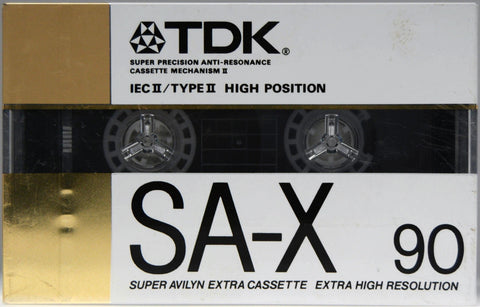 TDK®
SUPER PRECISION ANTI-RESONANCE
CASSETTE MECHANISM II
IEC II/TYPE II HIGH POSITION
SA-X 90
SUPER AVILYN EXTRA CASSETTE EXTRA HIGH RESOLUTION